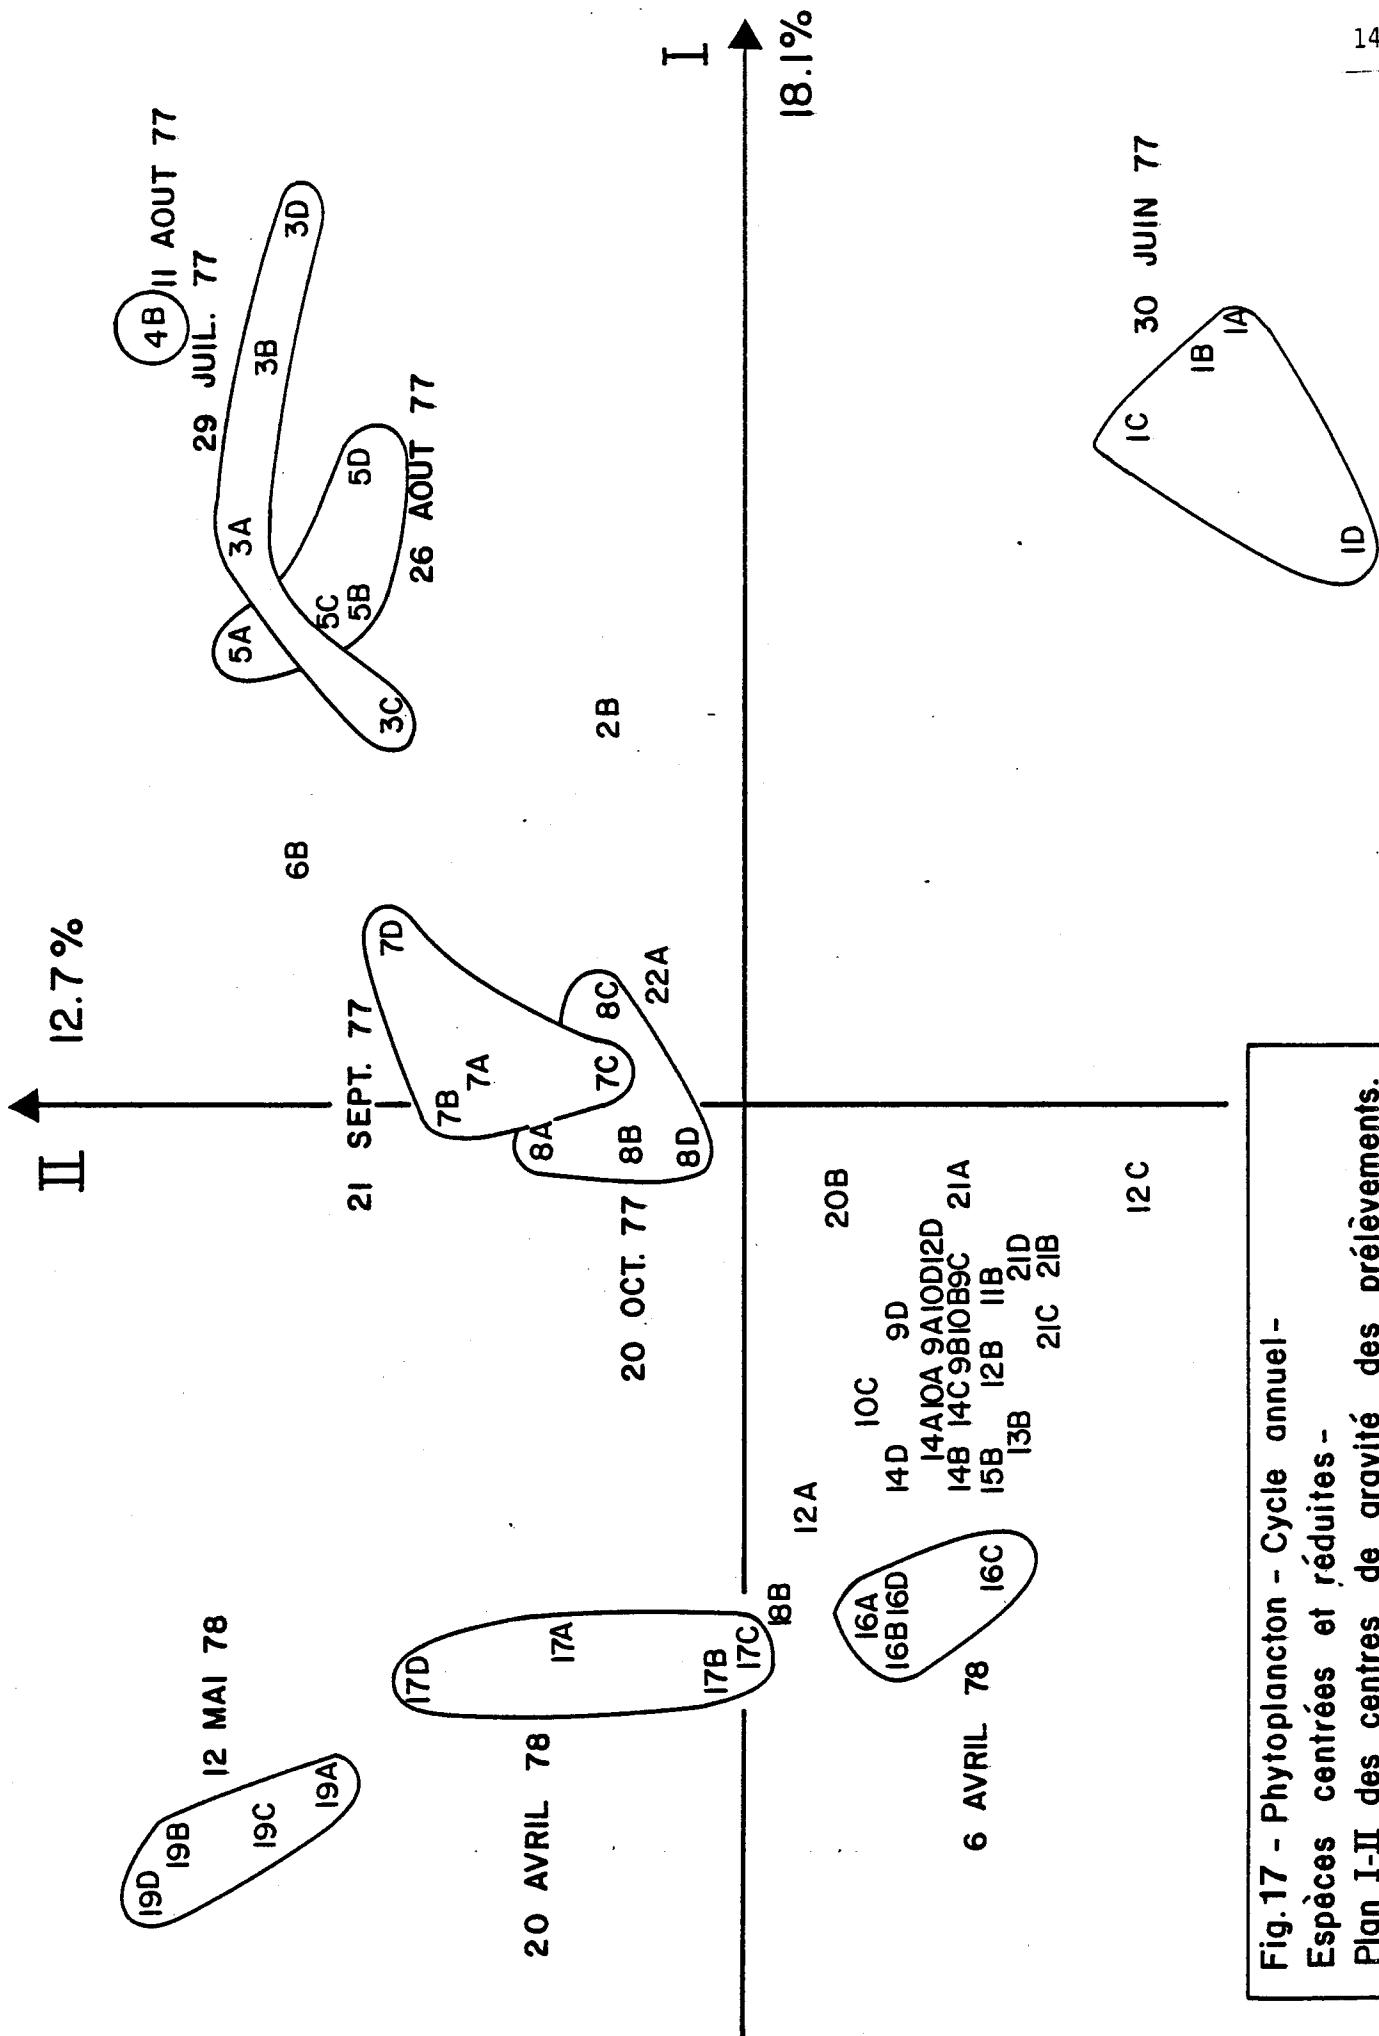 II 12.7 %
I
18.1 %
14
4B 11 AOUT 77
29 JUIL. 77
3D
3B
3A
3C
5A
5C
5B
5D
26 AOUT 77
6B
2B
21 SEPT. 77
7D
7B
7A
7C
8A
8C
8B
8D
22A
20 OCT. 77
30 JUIN 77
1A
1B
1C
1D
12 MAI 78
19D
19B
19C
19A
20 AVRIL 78
17D
17A
17B
17C
18B
6 AVRIL 78
16A
16B 16D
16C
12A
20B
10C
14D 9D
14A 10A 9A 10D 12D
14B 14C 9B 10B 9C 21A
15B 12B 11B
13B 21D
21C 21B
12C
Fig.17 - Phytoplancton - Cycle annuel -
Espèces centrées et réduites -
Plan I-II des centres de gravité des prélèvements.